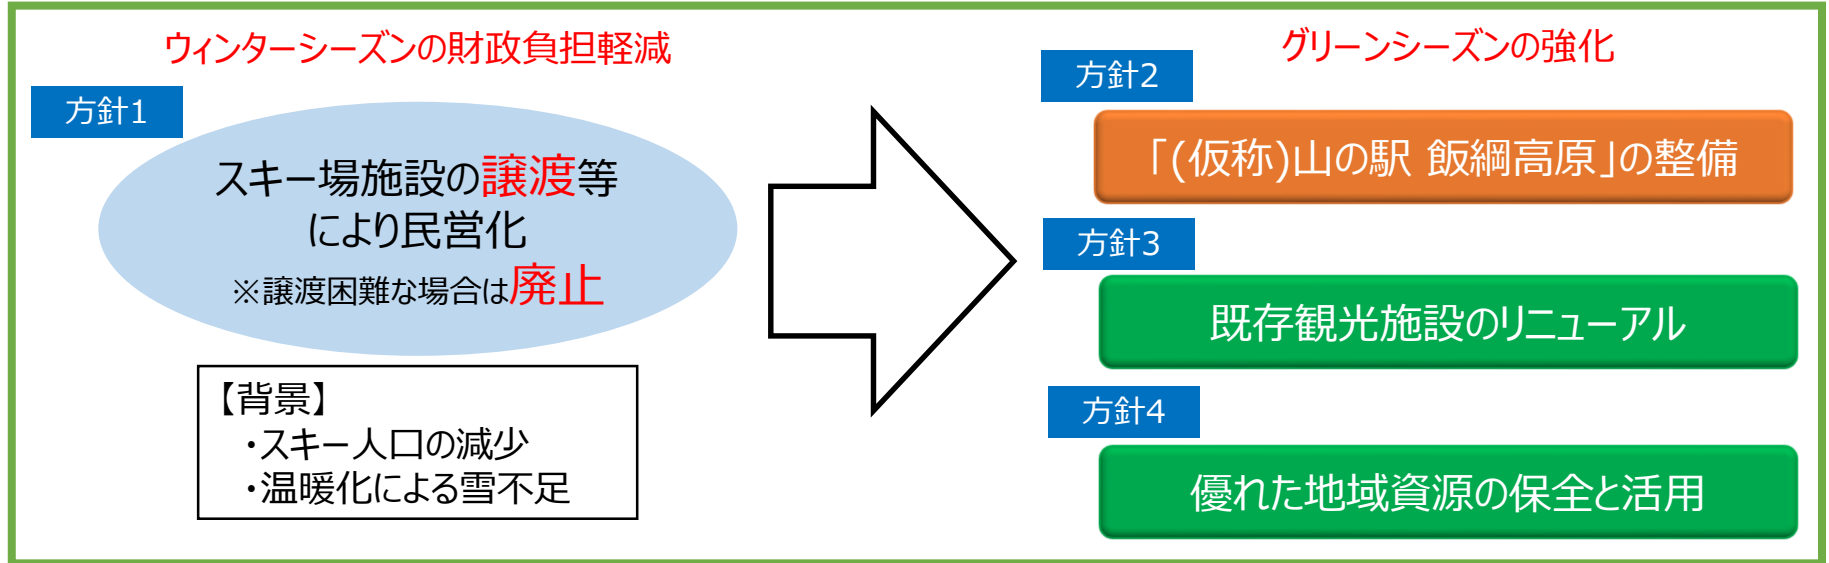 ウィンターシーズンの財政負担軽減
方針1
スキー場施設の譲渡等
により民営化
※譲渡困難な場合は廃止
【背景】
・スキー人口の減少
・温暖化による雪不足
グリーンシーズンの強化
方針2
「(仮称)山の駅 飯綱高原」の整備
方針3
既存観光施設のリニューアル
方針4
優れた地域資源の保全と活用